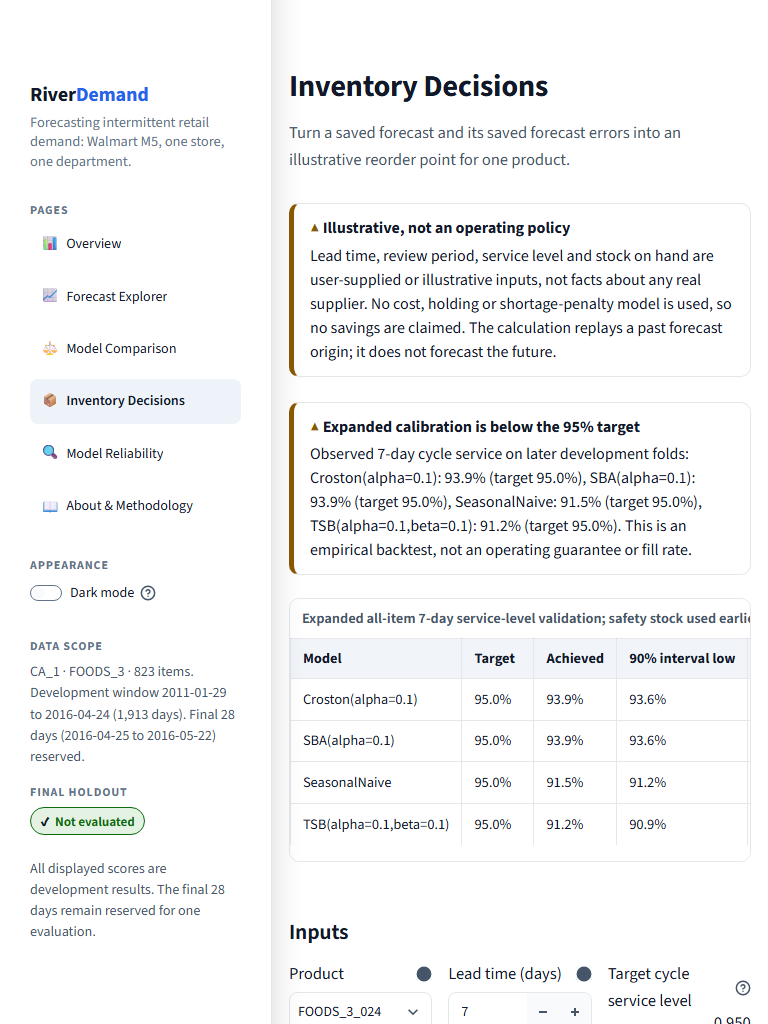 RiverDemand
Forecasting intermittent retail
demand: Walmart M5, one store,
one department.
PAGES
Overview
Forecast Explorer
Model Comparison
Inventory Decisions
Model Reliability
About & Methodology
APPEARANCE
Dark mode
DATA SCOPE
CA_1 · FOODS_3 · 823 items.
Development window 2011-01-29
to 2016-04-24 (1,913 days). Final 28
days (2016-04-25 to 2016-05-22)
reserved.
FINAL HOLDOUT
✓ Not evaluated
All displayed scores are
development results. The final 28
days remain reserved for one
evaluation.
Inventory Decisions
Turn a saved forecast and its saved forecast errors into an
illustrative reorder point for one product.
▲ Illustrative, not an operating policy
Lead time, review period, service level and stock on hand are
user-supplied or illustrative inputs, not facts about any real
supplier. No cost, holding or shortage-penalty model is used, so
no savings are claimed. The calculation replays a past forecast
origin; it does not forecast the future.
▲ Expanded calibration is below the 95% target
Observed 7-day cycle service on later development folds:
Croston(alpha=0.1): 93.9% (target 95.0%), SBA(alpha=0.1):
93.9% (target 95.0%), SeasonalNaive: 91.5% (target 95.0%),
TSB(alpha=0.1,beta=0.1): 91.2% (target 95.0%). This is an
empirical backtest, not an operating guarantee or fill rate.
Expanded all-item 7-day service-level validation; safety stock used
Model Target Achieved 90% interval low
Croston(alpha=0.1) 95.0% 93.9% 93.6%
SBA(alpha=0.1) 95.0% 93.9% 93.6%
SeasonalNaive 95.0% 91.5% 91.2%
TSB(alpha=0.1,beta=0.1) 95.0% 91.2% 90.9%
Inputs
Product Lead time (days) Target cycle
service level
FOODS_3_024 7 − +
0.950